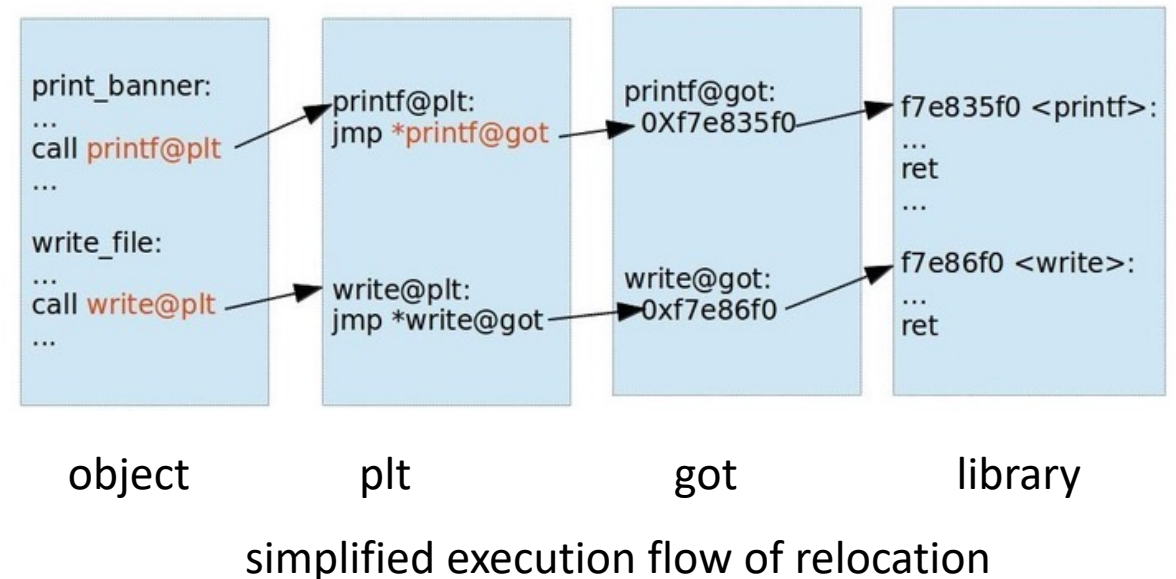 print_banner:
...
call printf@plt
...
write_file:
...
call write@plt
...
printf@plt:
jmp *printf@got
write@plt:
jmp *write@got
printf@got:
0Xf7e835f0
write@got:
0xf7e86f0
f7e835f0 <printf>:
...
ret
...
f7e86f0 <write>:
...
ret
object
plt
got
library
simplified execution flow of relocation